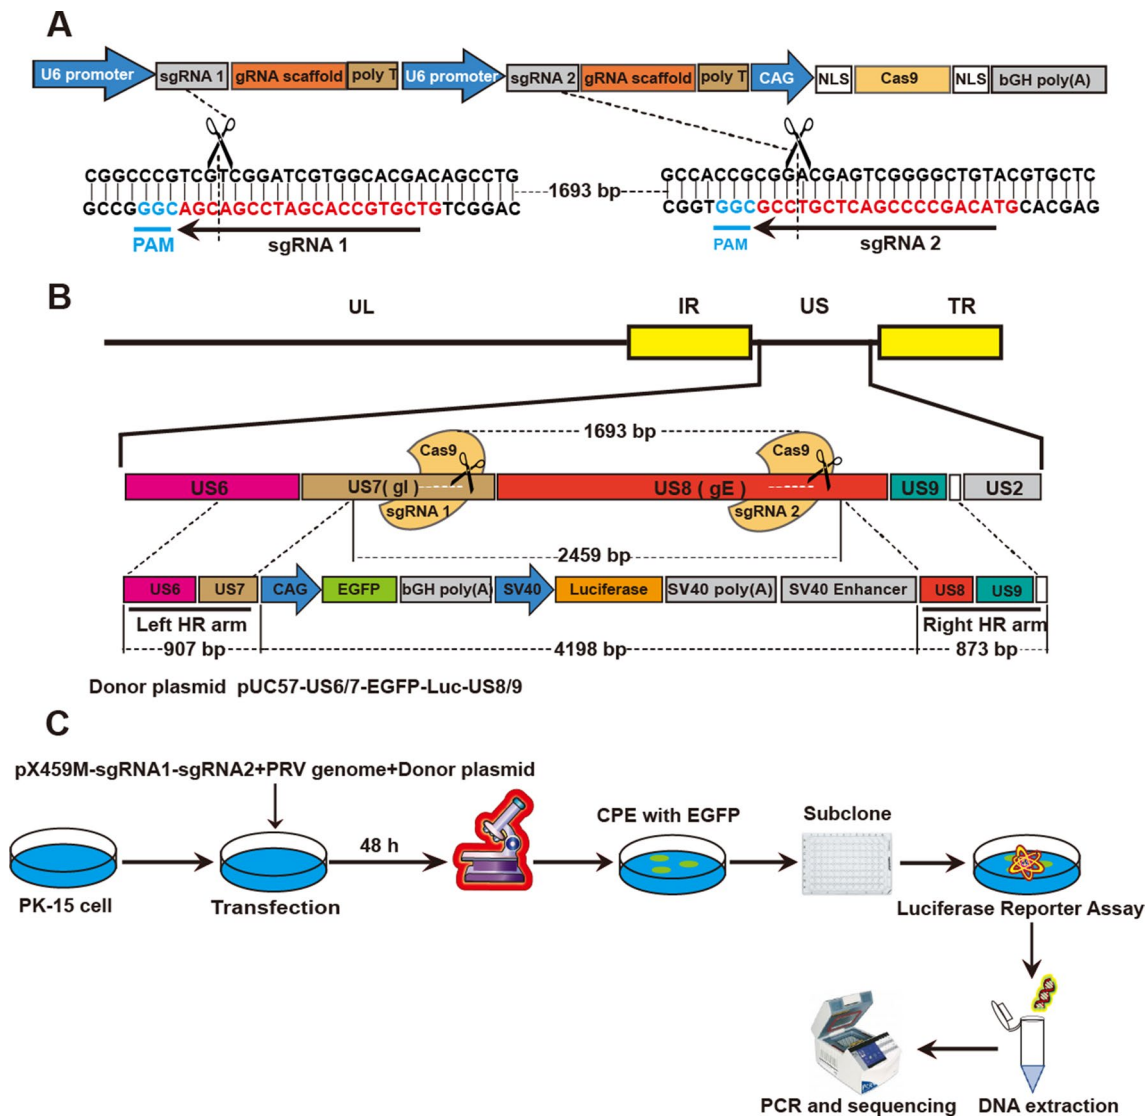 A
U6 promoter sgRNA 1 gRNA scaffold poly T U6 promoter sgRNA 2 gRNA scaffold poly T CAG NLS Cas9 NLS bGH poly(A)
CGGCCCGTCGTCGGATCGTGGCACGACAGCCTG GCCACCGCGGACGAGTCGGGGCTGTACGTGCTC
1693 bp
GCCGGGCAGCAGCCTAGCACCGTGCTGTCGGAC CGGTGGCGCCTGCTCAGCCCCGACATGCACGAG
PAM sgRNA 1 PAM sgRNA 2
B
UL IR US TR
1693 bp
Cas9 Cas9
US6 US7( gI ) US8 ( gE ) US9 US2
sgRNA 1 sgRNA 2
2459 bp
US6 US7 CAG EGFP bGH poly(A) SV40 Luciferase SV40 poly(A) SV40 Enhancer US8 US9
Left HR arm Right HR arm
907 bp 4198 bp 873 bp
Donor plasmid pUC57-US6/7-EGFP-Luc-US8/9
C
pX459M-sgRNA1-sgRNA2+PRV genome+Donor plasmid
48 h CPE with EGFP Subclone
PK-15 cell Transfection Luciferase Reporter Assay
PCR and sequencing DNA extraction